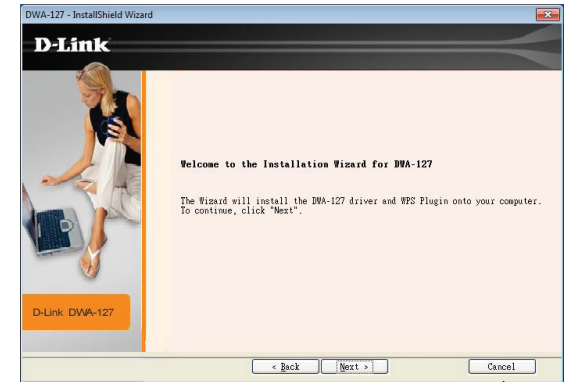 DWA-127 - InstallShield Wizard
D-Link
Welcome to the Installation Wizard for DWA-127
The Wizard will install the DWA-127 driver and WPS Plugin onto your computer.
To continue, click "Next".
D-Link DWA-127
< Back
Next >
Cancel